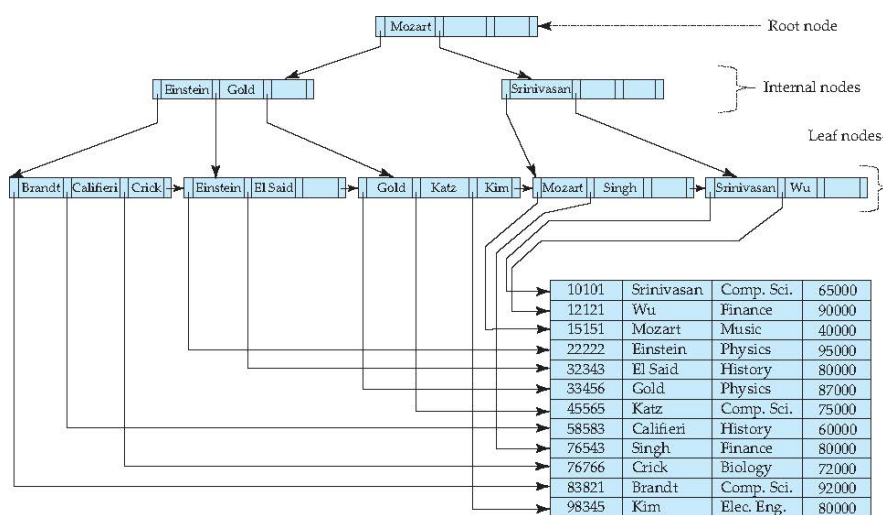 Mozart
Root node
Einstein Gold
Srinivasan
Internal nodes
Leaf nodes
Brandt Califieri Crick
Einstein El Said
Gold Katz Kim
Mozart Singh
Srinivasan Wu
10101 Srinivasan Comp. Sci. 65000
12121 Wu Finance 90000
15151 Mozart Music 40000
22222 Einstein Physics 95000
32343 El Said History 80000
33456 Gold Physics 87000
45565 Katz Comp. Sci. 75000
58583 Califieri History 60000
76543 Singh Finance 80000
76766 Crick Biology 72000
83821 Brandt Comp. Sci. 92000
98345 Kim Elec. Eng. 80000